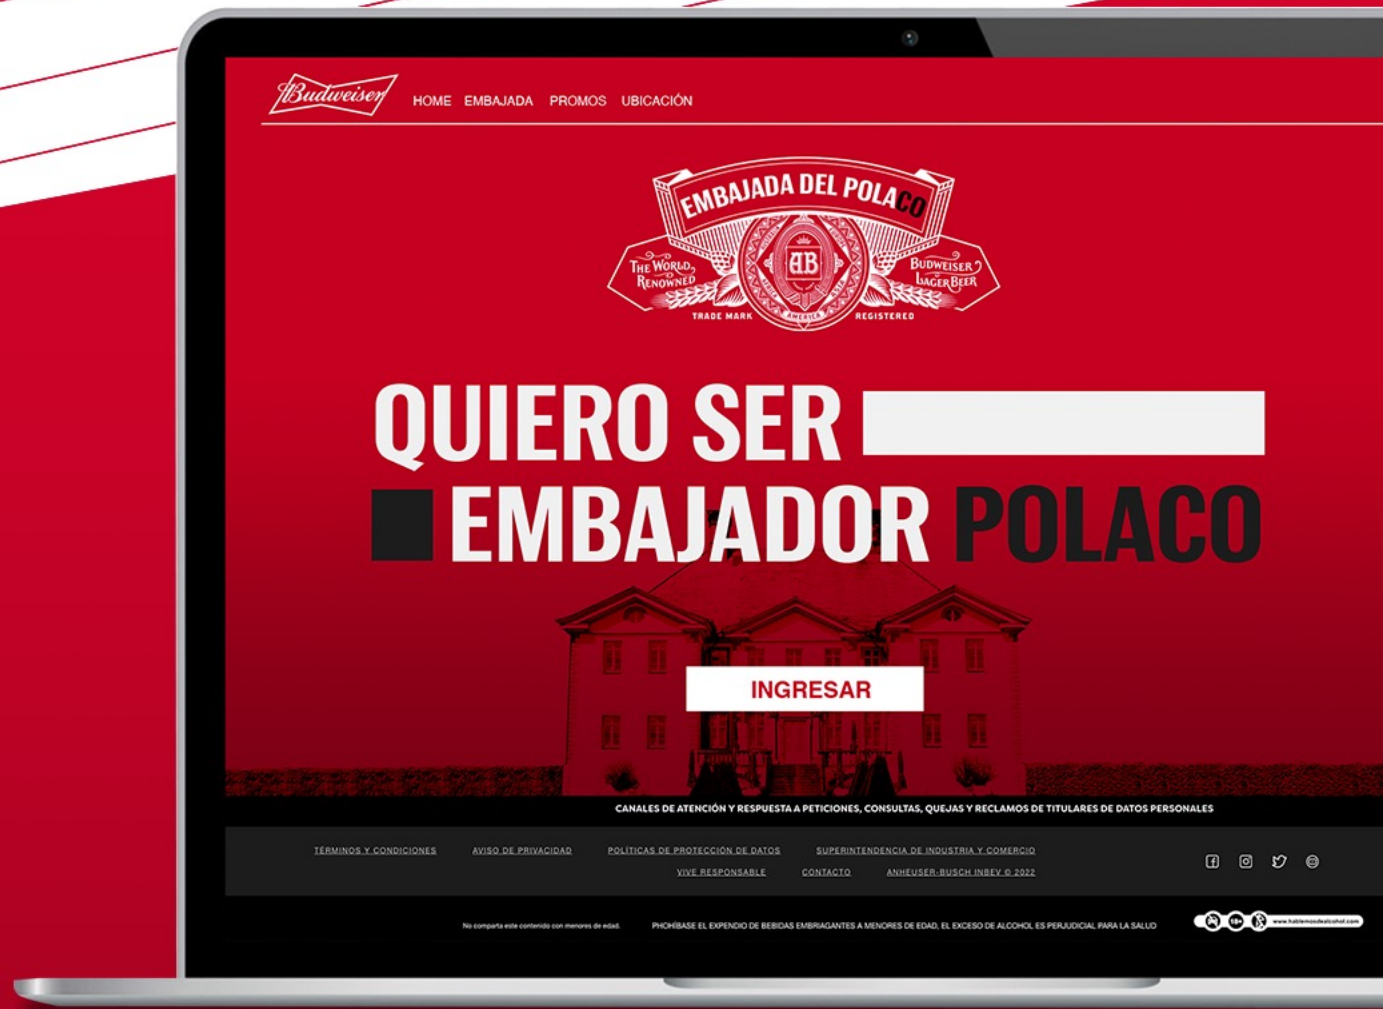 Budweiser HOME EMBAJADA PROMOS UBICACIÓN
EMBAJADA DEL POLACO
THE WORLD RENOWNED
AB
BUDWEISER LAGER BEER
TRADE MARK AMERICA REGISTERED
QUIERO SER
EMBAJADOR POLACO
INGRESAR
CANALES DE ATENCIÓN Y RESPUESTA A PETICIONES, CONSULTAS, QUEJAS Y RECLAMOS DE TITULARES DE DATOS PERSONALES
TÉRMINOS Y CONDICIONES AVISO DE PRIVACIDAD POLÍTICAS DE PROTECCIÓN DE DATOS SUPERINTENDENCIA DE INDUSTRIA Y COMERCIO
VIVE RESPONSABLE CONTACTO ANHEUSER-BUSCH INBEV © 2022
No comparta este contenido con menores de edad. PHOHÍBASE EL EXPENDIO DE BEBIDAS EMBRIAGANTES A MENORES DE EDAD, EL EXCESO DE ALCOHOL ES PERJUDICIAL PARA LA SALUD 18+ www.hablemosdealcohol.com